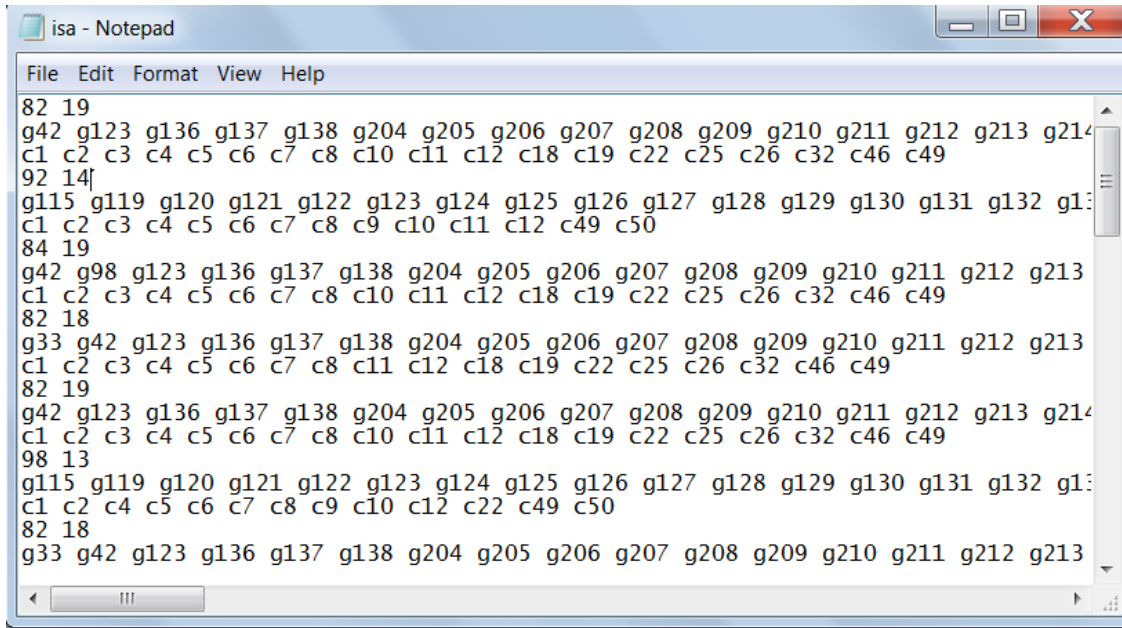 isa - Notepad
File Edit Format View Help
82 19
g42 g123 g136 g137 g138 g204 g205 g206 g207 g208 g209 g210 g211 g212 g213 g214
c1 c2 c3 c4 c5 c6 c7 c8 c10 c11 c12 c18 c19 c22 c25 c26 c32 c46 c49
92 14
g115 g119 g120 g121 g122 g123 g124 g125 g126 g127 g128 g129 g130 g131 g132
c1 c2 c3 c4 c5 c6 c7 c8 c9 c10 c11 c12 c49 c50
84 19
g42 g98 g123 g136 g137 g138 g204 g205 g206 g207 g208 g209 g210 g211 g212 g213
c1 c2 c3 c4 c5 c6 c7 c8 c10 c11 c12 c18 c19 c22 c25 c26 c32 c46 c49
82 18
g33 g42 g123 g136 g137 g138 g204 g205 g206 g207 g208 g209 g210 g211 g212 g213
c1 c2 c3 c4 c5 c6 c7 c8 c11 c12 c18 c19 c22 c25 c26 c32 c46 c49
82 19
g42 g123 g136 g137 g138 g204 g205 g206 g207 g208 g209 g210 g211 g212 g213 g214
c1 c2 c3 c4 c5 c6 c7 c8 c10 c11 c12 c18 c19 c22 c25 c26 c32 c46 c49
98 13
g115 g119 g120 g121 g122 g123 g124 g125 g126 g127 g128 g129 g130 g131 g132
c1 c2 c4 c5 c6 c7 c8 c9 c10 c12 c22 c49 c50
82 18
g33 g42 g123 g136 g137 g138 g204 g205 g206 g207 g208 g209 g210 g211 g212 g213